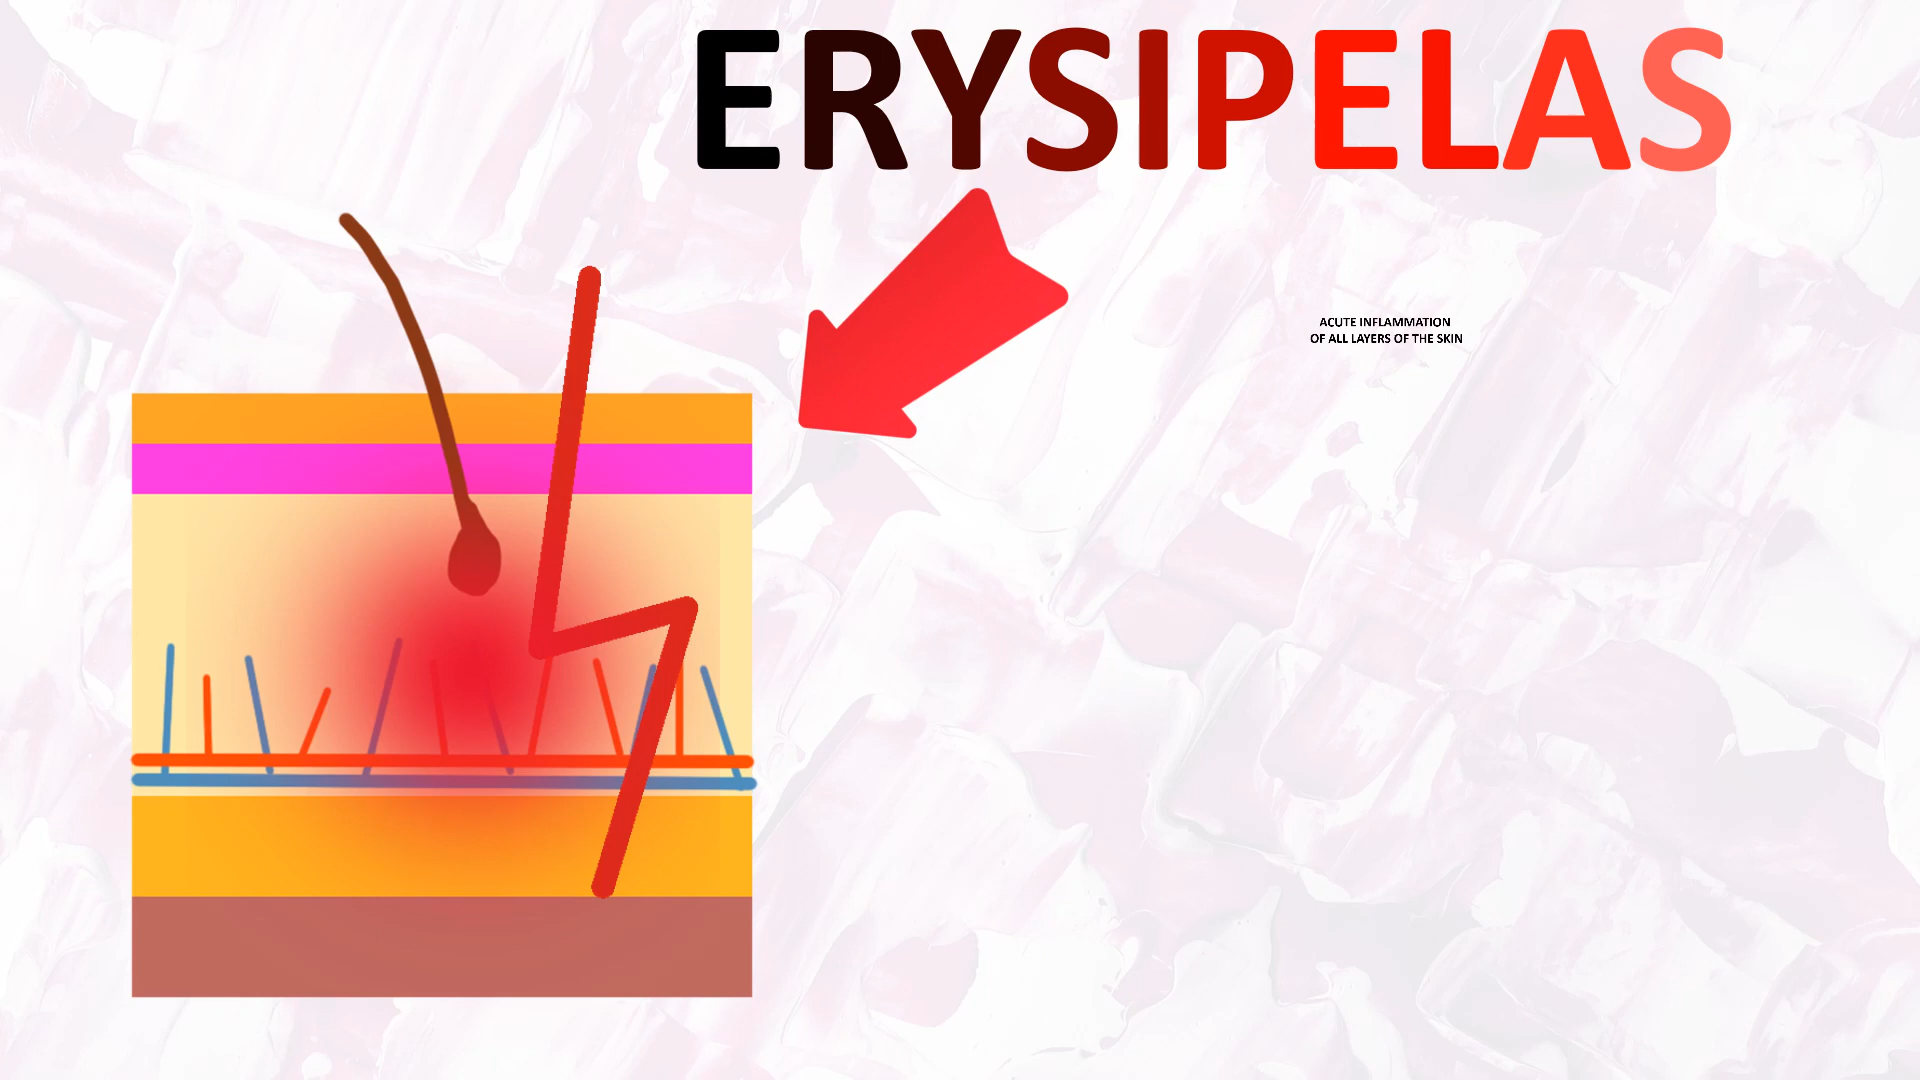 ERYSIPELAS
ACUTE INFLAMMATION
OF ALL LAYERS OF THE SKIN